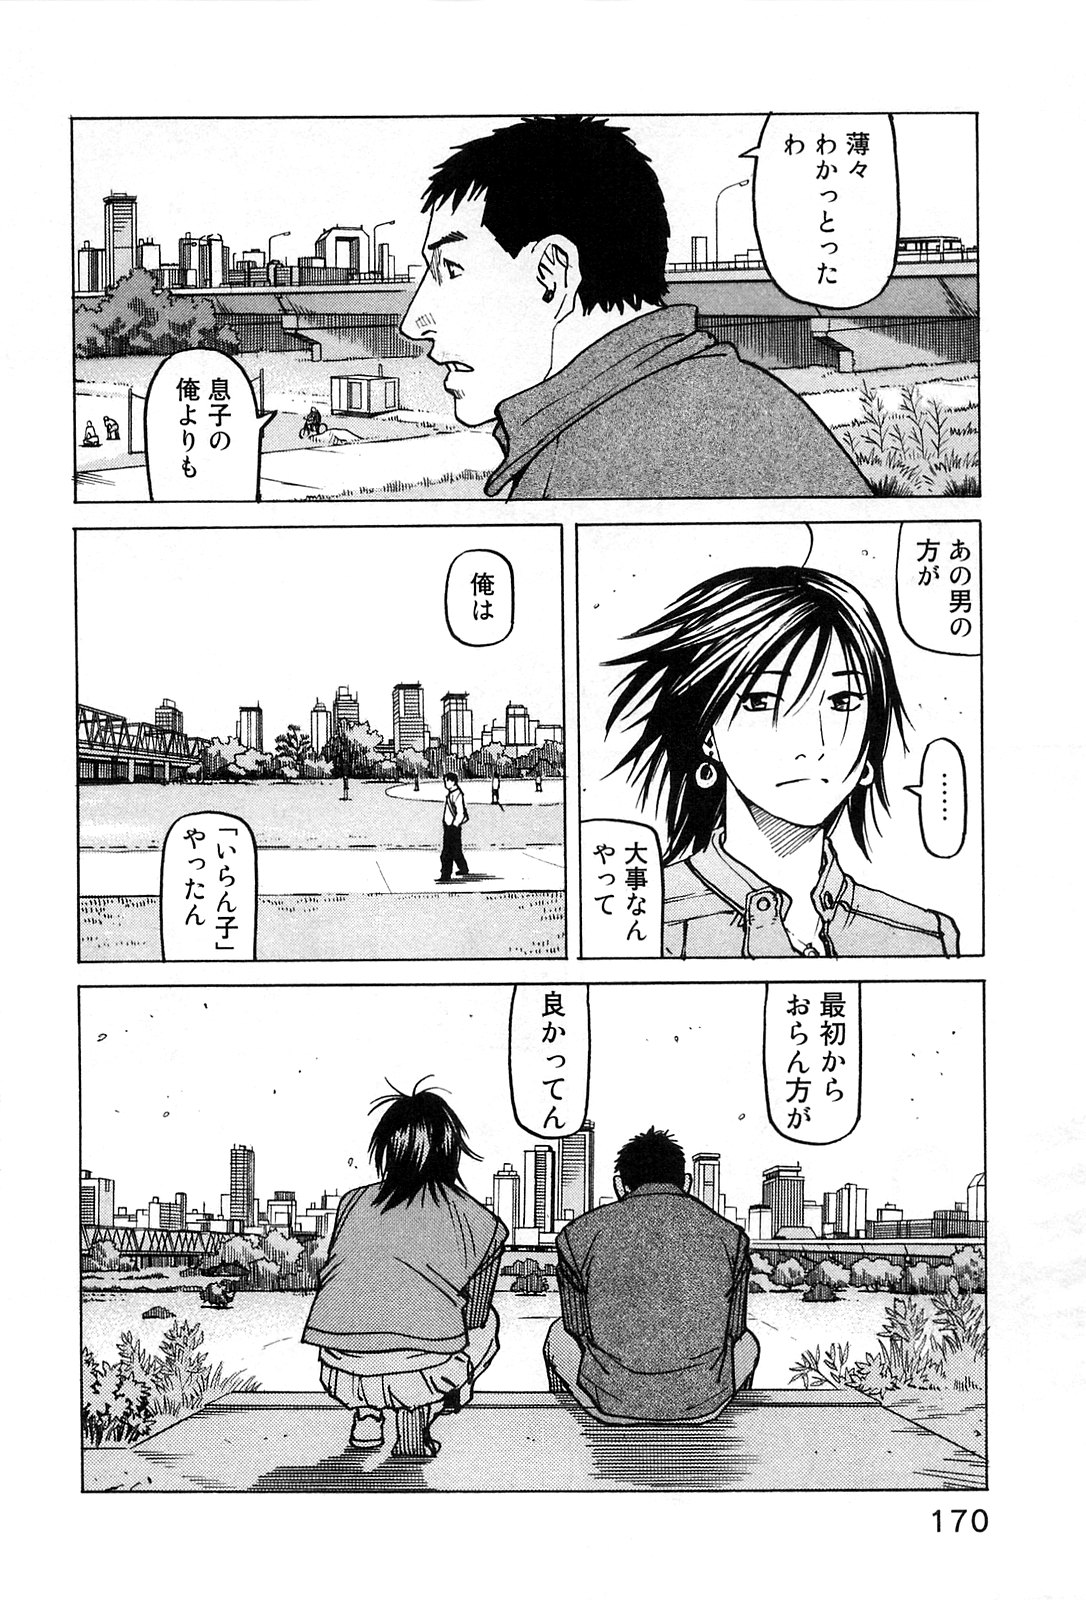 薄々
わかっとった
わ
息子の
俺よりも
あの男の
方が
……
大事なん
やって
俺は
「いらん子」
やったん
最初から
おらん方が
良かってん
170